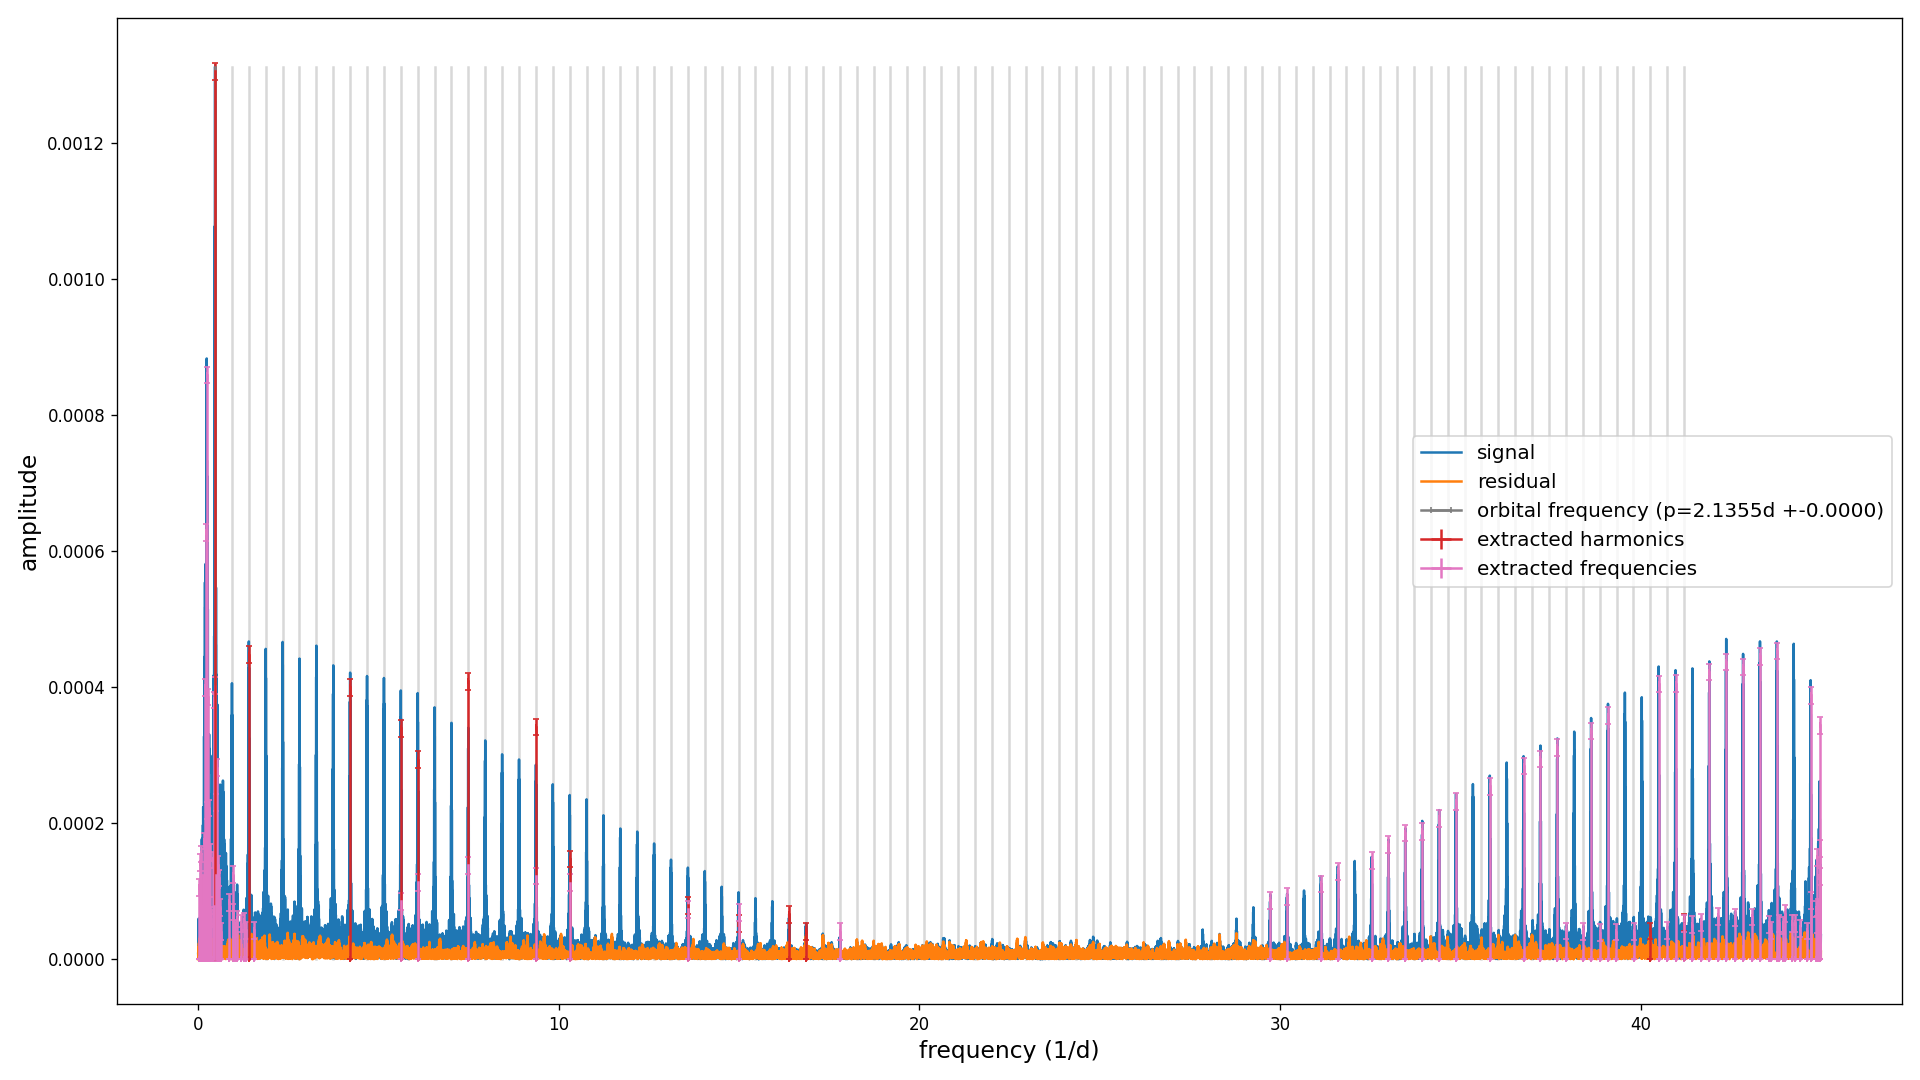 0.0012
0.0010
0.0008
0.0006
0.0004
0.0002
0.0000
amplitude
signal
residual
orbital frequency (p=2.1355d +-0.0000)
extracted harmonics
extracted frequencies
0
10
20
30
40
frequency (1/d)